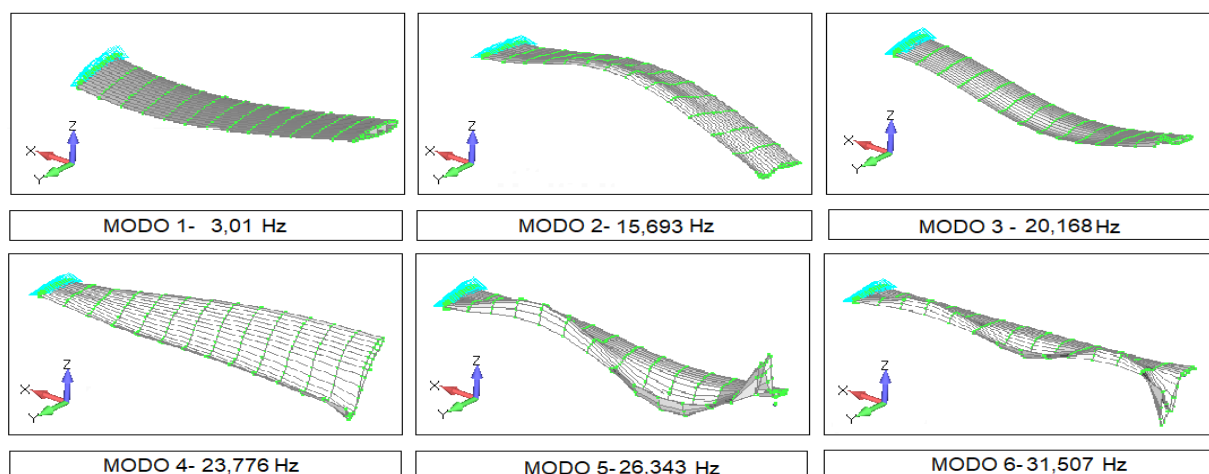 Z
X
Y
Z
X
Y
Z
X
Y
MODO 1- 3,01 Hz
MODO 2- 15,693 Hz
MODO 3 - 20,168 Hz
Z
X
Y
Z
X
Y
Z
X
Y
MODO 4- 23,776 Hz
MODO 5- 26.343 Hz
MODO 6- 31,507 Hz